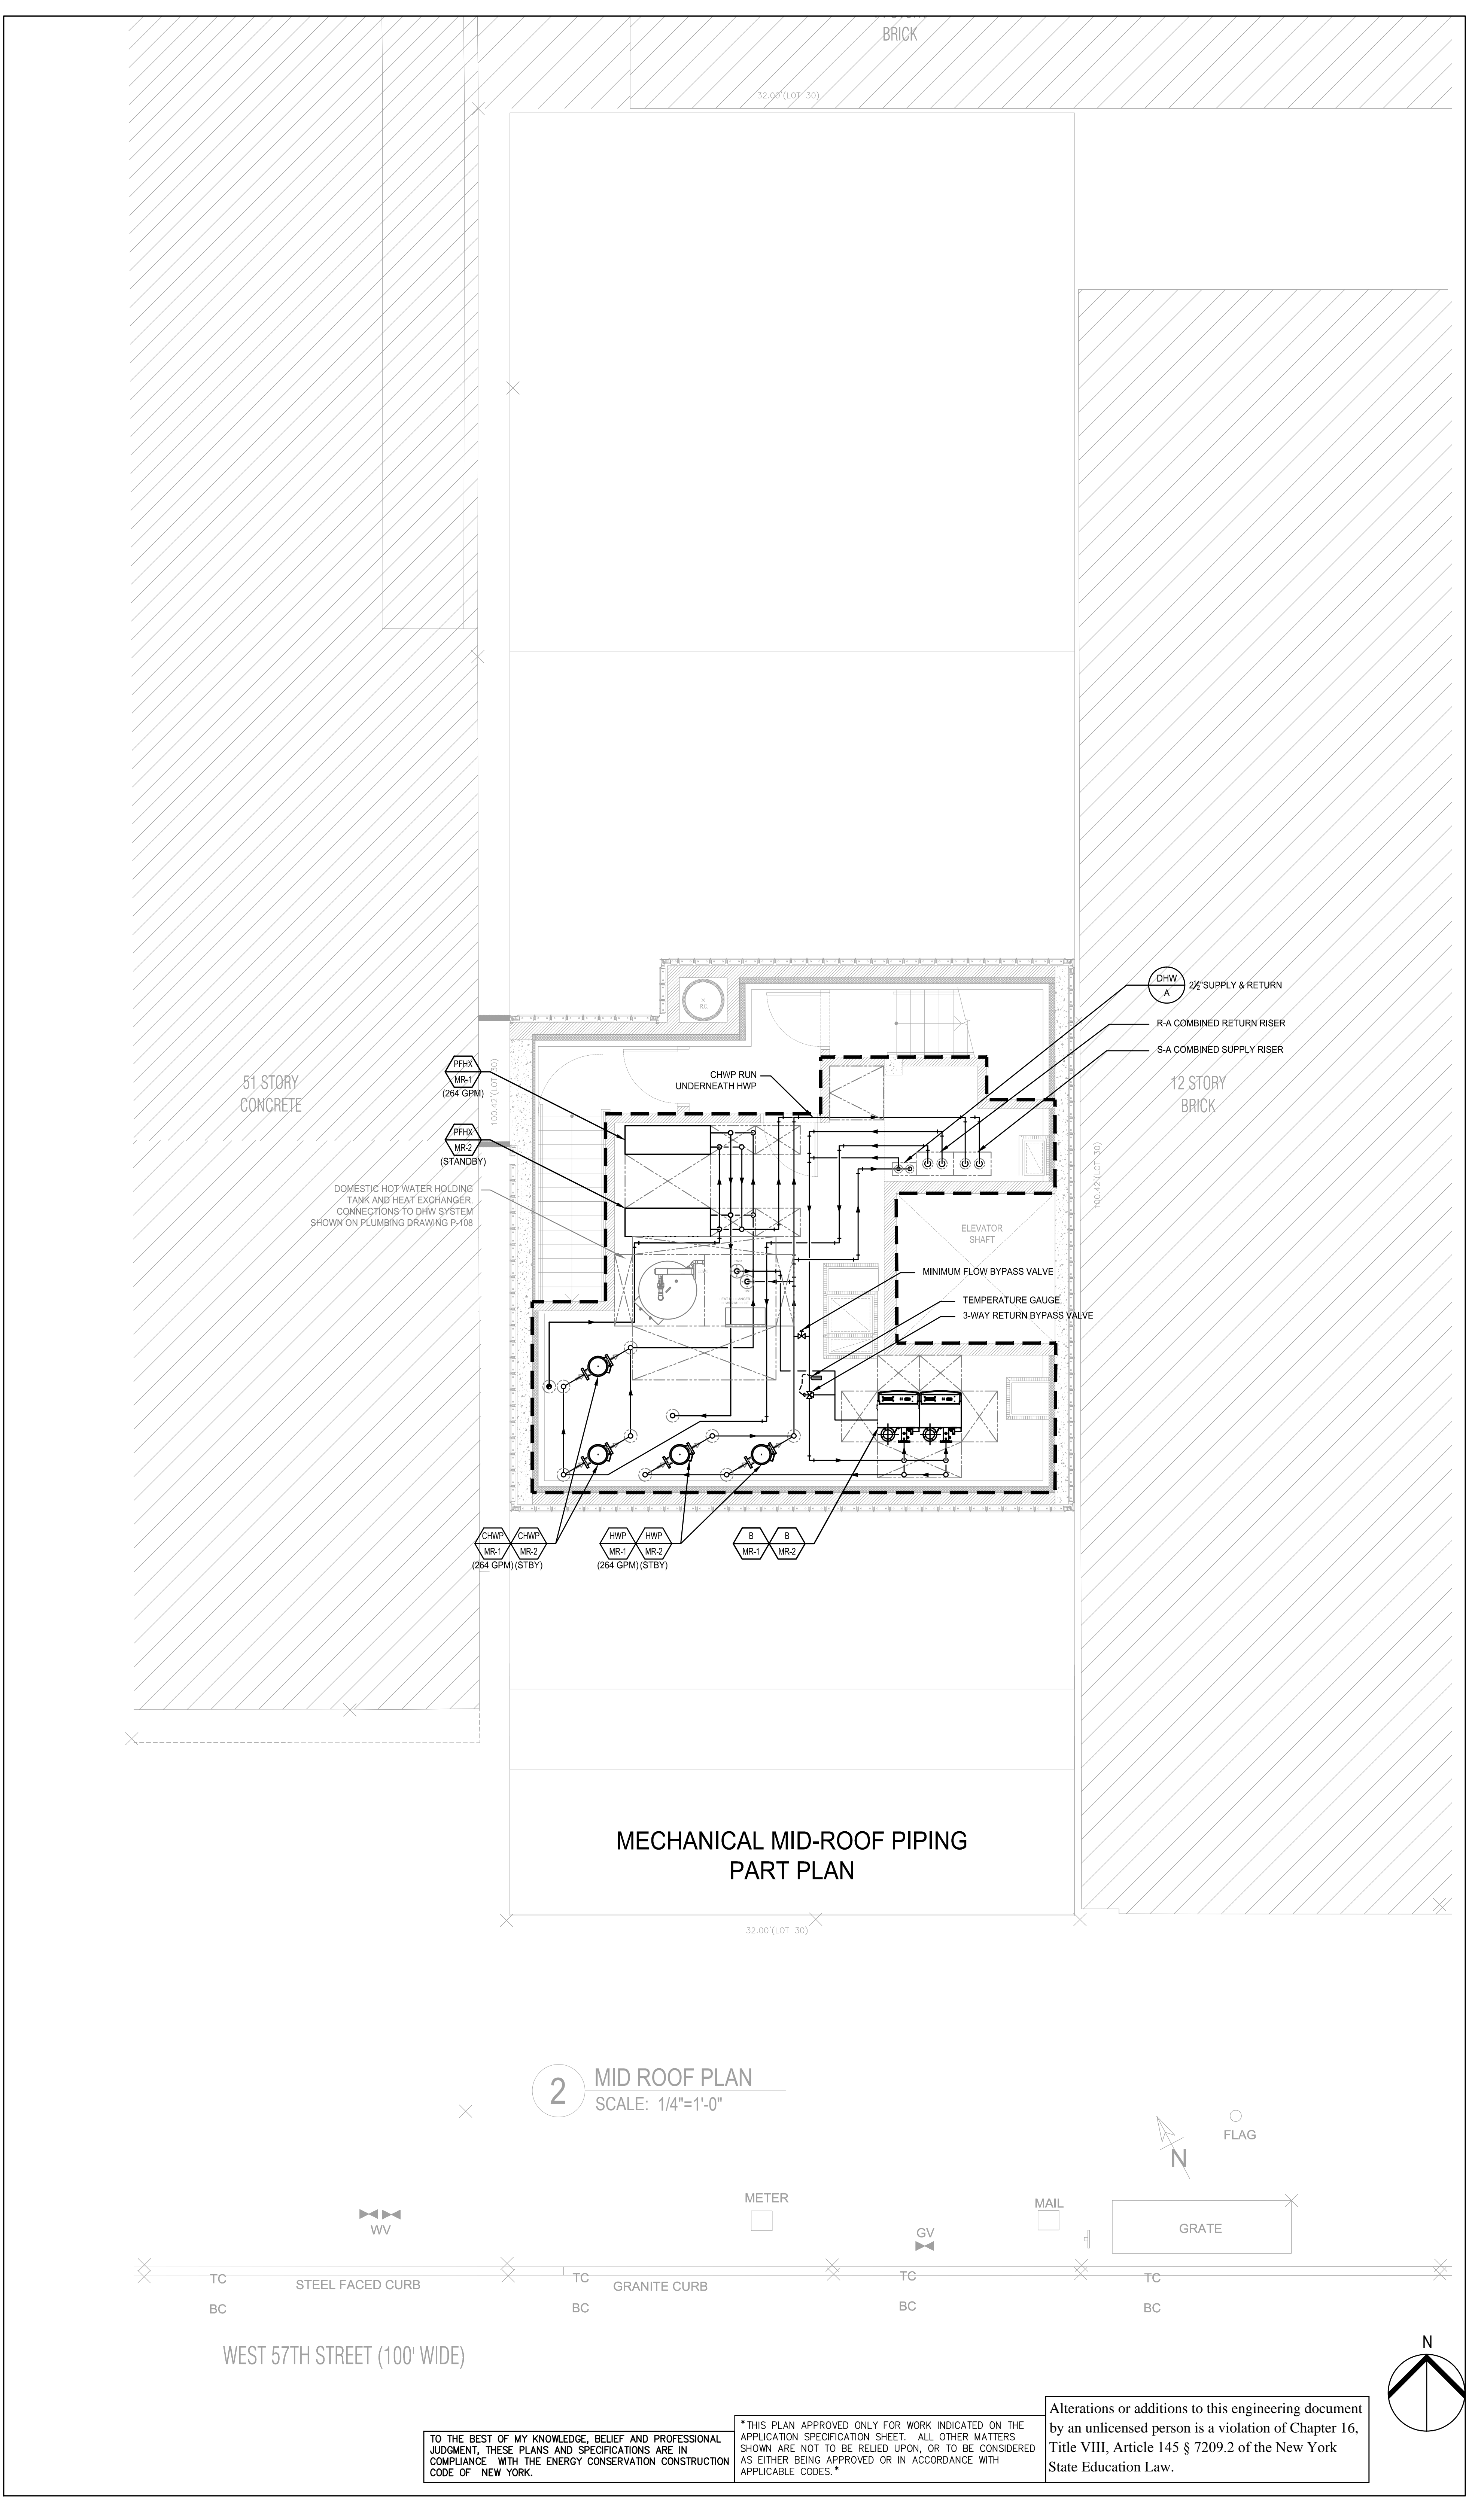 BRICK
32.00'(LOT 30)
R.C.
DHW
A
2½"SUPPLY & RETURN
R-A COMBINED RETURN RISER
S-A COMBINED SUPPLY RISER
PFHX
MR-1
(264 GPM)
51 STORY
CONCRETE
100.42'(LOT 30)
CHWP RUN
UNDERNEATH HWP
12 STORY
BRICK
PFHX
MR-2
(STANDBY)
100.42'(LOT 30)
DOMESTIC HOT WATER HOLDING
TANK AND HEAT EXCHANGER.
CONNECTIONS TO DHW SYSTEM
SHOWN ON PLUMBING DRAWING P-108
ELEVATOR
SHAFT
MINIMUM FLOW BYPASS VALVE
TEMPERATURE GAUGE
3-WAY RETURN BYPASS VALVE
CHWP CHWP
MR-1 MR-2
(264 GPM) (STBY)
HWP HWP
MR-1 MR-2
(264 GPM) (STBY)
B B
MR-1 MR-2
MECHANICAL MID-ROOF PIPING
PART PLAN
32.00'(LOT 30)
2
MID ROOF PLAN
SCALE: 1/4"=1'-0"
N
FLAG
WV
METER
GV
MAIL
GRATE
TC
STEEL FACED CURB
TC
GRANITE CURB
TC
TC
BC
BC
BC
BC
WEST 57TH STREET (100' WIDE)
N
TO THE BEST OF MY KNOWLEDGE, BELIEF AND PROFESSIONAL
JUDGMENT, THESE PLANS AND SPECIFICATIONS ARE IN
COMPLIANCE WITH THE ENERGY CONSERVATION CONSTRUCTION
CODE OF NEW YORK.
*THIS PLAN APPROVED ONLY FOR WORK INDICATED ON THE
APPLICATION SPECIFICATION SHEET. ALL OTHER MATTERS
SHOWN ARE NOT TO BE RELIED UPON, OR TO BE CONSIDERED
AS EITHER BEING APPROVED OR IN ACCORDANCE WITH
APPLICABLE CODES.*
Alterations or additions to this engineering document
by an unlicensed person is a violation of Chapter 16,
Title VIII, Article 145 § 7209.2 of the New York
State Education Law.